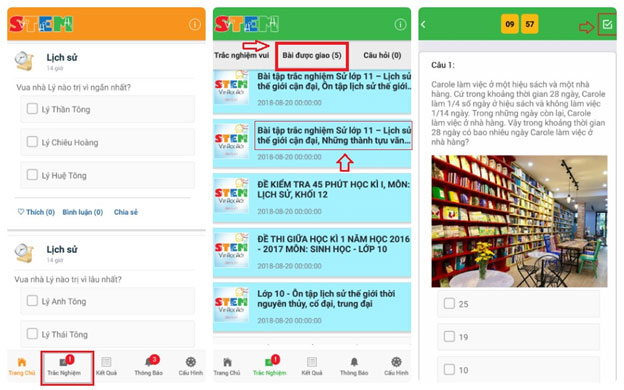 STEM
Lịch sử
14 giờ
Vua nhà Lý nào trị vì ngắn nhất?
Lý Thần Tông
Lý Chiêu Hoàng
Lý Huệ Tông
Thích (0) Bình luận (0) Chia sẻ
Lịch sử
14 giờ
Vua nhà Lý nào trị vì lâu nhất?
Lý Anh Tông
Lý Thái Tông
1 3
Trang Chủ Trắc Nghiệm Kết Quả Thông Báo Cấu Hình
STEM
Trắc nghiệm vui Bài được giao (5) Câu hỏi (0)
STEM
Bài tập trắc nghiệm Sử lớp 11 – Lịch sử
thế giới cận đại, Ôn tập lịch sử thế giới..
2018-08-20 00:00:00
STEM
Bài tập trắc nghiệm Sử lớp 11 – Lịch sử
thế giới cận đại, Những thành tựu văn...
2018-08-20 00:00:00
STEM
ĐỀ KIỂM TRA 45 PHÚT HỌC KÌ I, MÔN:
LỊCH SỬ, KHỐI 12
2018-08-20 00:00:00
STEM
ĐỀ THI GIỮA HỌC KÌ 1 NĂM HỌC 2016
- 2017 MÔN: SINH HỌC - LỚP 10
2018-08-20 00:00:00
STEM
Lớp 10 - Ôn tập lịch sử thế giới thời
nguyên thủy, cổ đại, trung đại
2018-08-20 00:00:00
1
Trang Chủ Trắc Nghiệm Kết Quả Thông Báo Cấu Hình
09 57
Câu 1:
Carole làm việc ở một hiệu sách và một nhà
hàng. Cứ trong khoảng thời gian 28 ngày, Carole
làm 1/4 số ngày ở hiệu sách và không làm việc
1/14 ngày. Trong những ngày còn lại, Carole
làm việc ở nhà hàng. Vậy trong khoảng thời gian
28 ngày có bao nhiêu ngày Carole làm việc ở
nhà hàng?
25
19
10